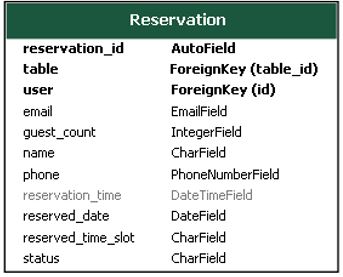 Reservation
reservation_id AutoField
table ForeignKey (table_id)
user ForeignKey (id)
email EmailField
guest_count IntegerField
name CharField
phone PhoneNumberField
reservation_time DateTimeField
reserved_date DateField
reserved_time_slot CharField
status CharField